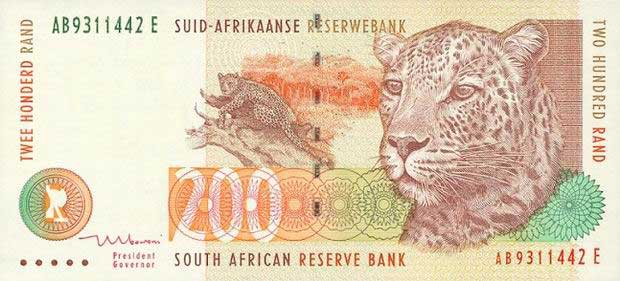 AB9311442 E
SUID-AFRIKAANSE RESERWEBANK
TWEE HONDERD RAND
TWO HUNDRED RAND
200
President
Governor
SOUTH AFRICAN RESERVE BANK
AB9311442 E